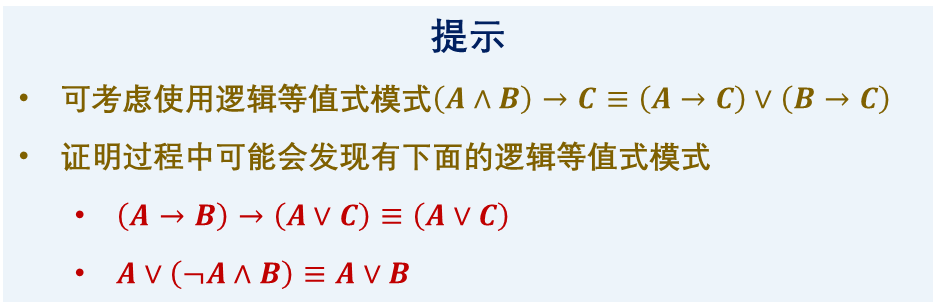 提示
• 可考虑使用逻辑等值式模式(A ∧ B) → C ≡ (A → C) ∨ (B → C)
• 证明过程中可能会发现有下面的逻辑等值式模式
• (A → B) → (A ∨ C) ≡ (A ∨ C)
• A ∨ (¬A ∧ B) ≡ A ∨ B